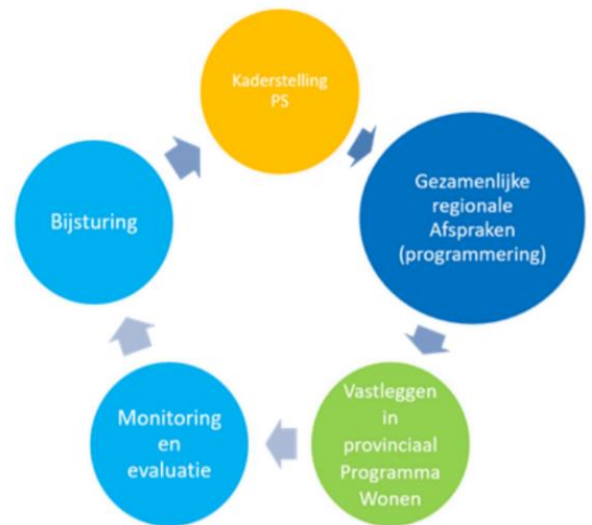 Kaderstelling
PS
Gezamenlijke
regionale
Afspraken
(programmering)
Vastleggen
in
provinciaal
Programma
Wonen
Monitoring
en
evaluatie
Bijsturing